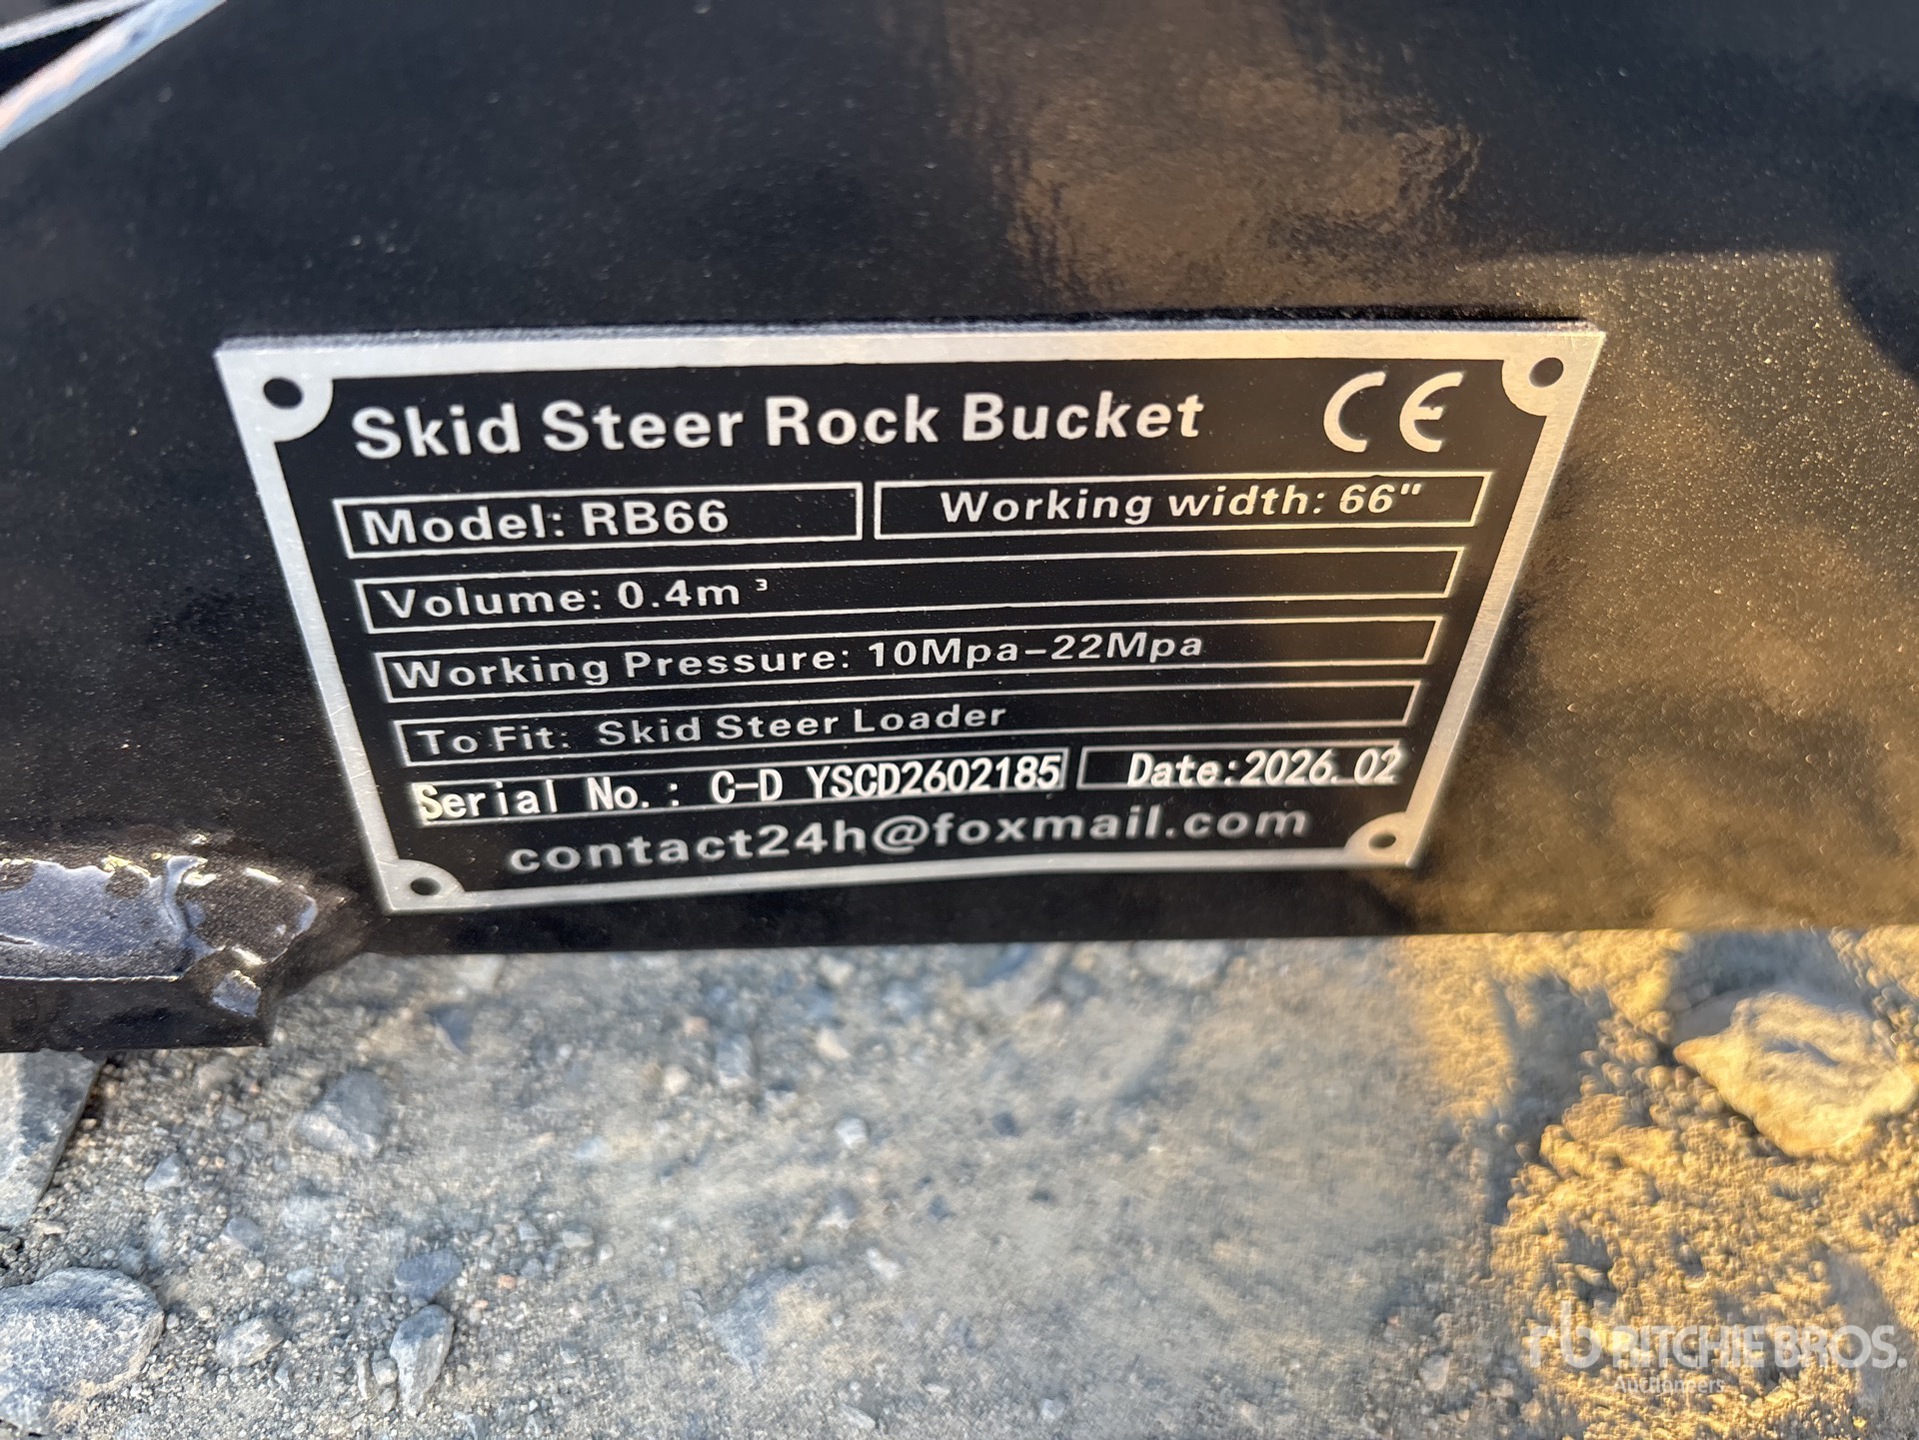 Skid Steer Rock Bucket CE
Model: RB66 Working width: 66"
Volume: 0.4m³
Working Pressure: 10Mpa-22Mpa
To Fit: Skid Steer Loader
Serial No.: C-D YSCD2602185 Date:2026.02
contact24h@foxmail.com
rb RITCHIE BROS.
Auctioneers